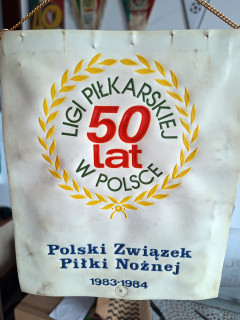 LIGI PIŁKARSKIEJ
50
lat
W POLSCE
Polski Związek
Piłki Nożnej
1983-1984